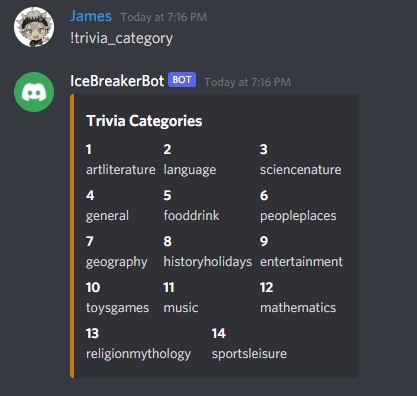 James Today at 7:16 PM
!trivia_category
IceBreakerBot BOT Today at 7:16 PM
Trivia Categories
1 2 3
artliterature language sciencenature
4 5 6
general fooddrink peopleplaces
7 8 9
geography historyholidays entertainment
10 11 12
toysgames music mathematics
13 14
religionmythology sportsleisure